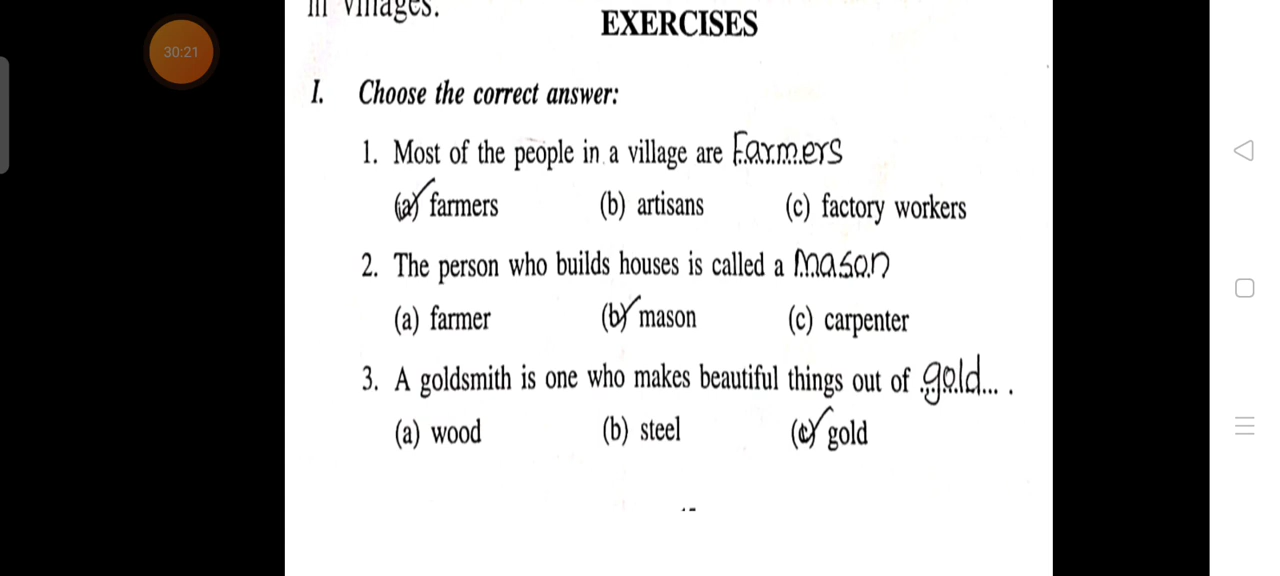 in villages.
EXERCISES
30:21
I. Choose the correct answer:
1. Most of the people in a village are Farmers
(a) farmers (b) artisans (c) factory workers
2. The person who builds houses is called a mason
(a) farmer (b) mason (c) carpenter
3. A goldsmith is one who makes beautiful things out of gold... .
(a) wood (b) steel (c) gold